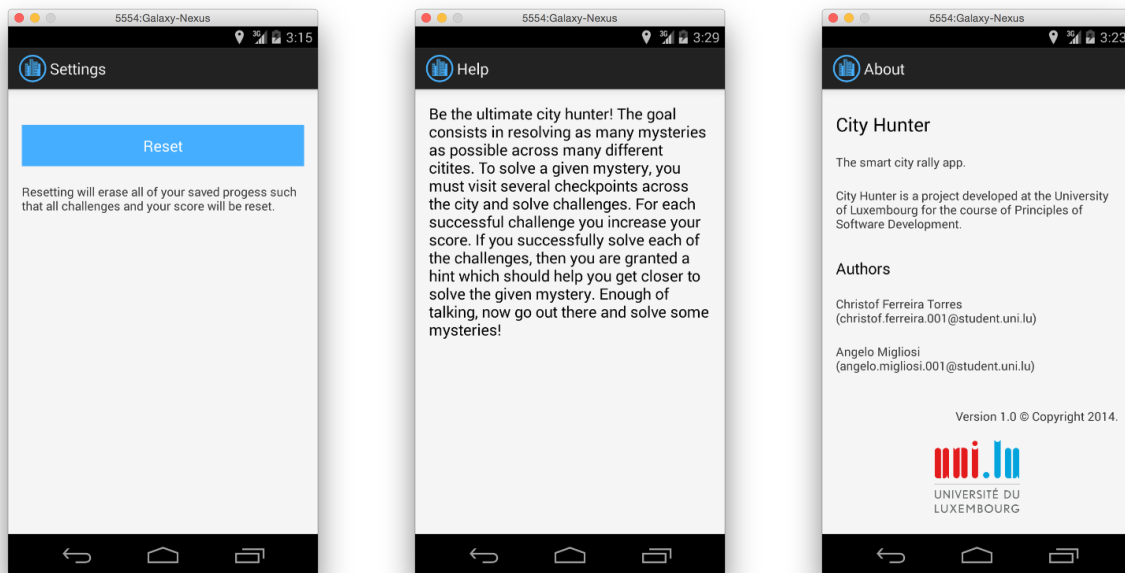 5554:Galaxy-Nexus
3G 3:15
Settings
Reset
Resetting will erase all of your saved progess such
that all challenges and your score will be reset.
5554:Galaxy-Nexus
3G 3:29
Help
Be the ultimate city hunter! The goal
consists in resolving as many mysteries
as possible across many different
citites. To solve a given mystery, you
must visit several checkpoints across
the city and solve challenges. For each
successful challenge you increase your
score. If you successfully solve each of
the challenges, then you are granted a
hint which should help you get closer to
solve the given mystery. Enough of
talking, now go out there and solve some
mysteries!
5554:Galaxy-Nexus
3G 3:23
About
City Hunter
The smart city rally app.
City Hunter is a project developed at the University
of Luxembourg for the course of Principles of
Software Development.
Authors
Christof Ferreira Torres
(christof.ferreira.001@student.uni.lu)
Angelo Migliosi
(angelo.migliosi.001@student.uni.lu)
Version 1.0 © Copyright 2014.
uni.lu
UNIVERSITÉ DU
LUXEMBOURG